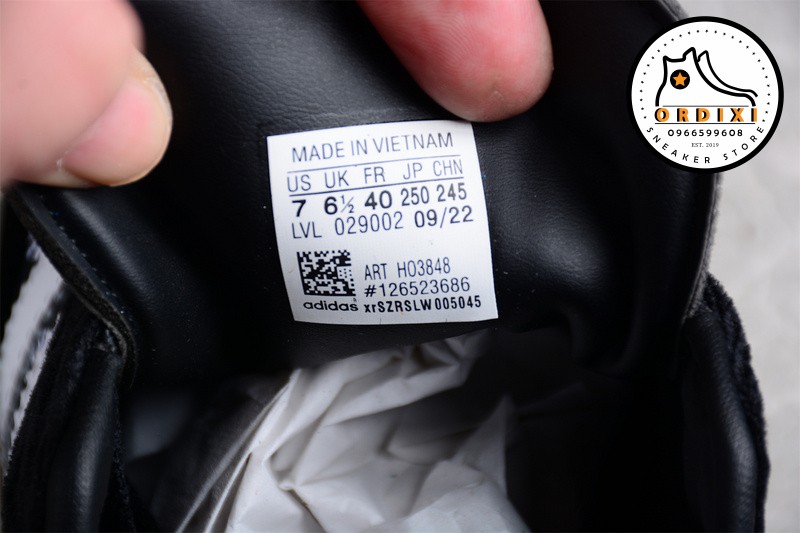 MADE IN VIETNAM
US UK FR JP CHN
7 6½ 40 250 245
LVL 029002 09/22
ART HO3848
#126523686
adidas xrSZRSLW005045
ORDIXI
0966599608
EST. 2019
SNEAKER STORE